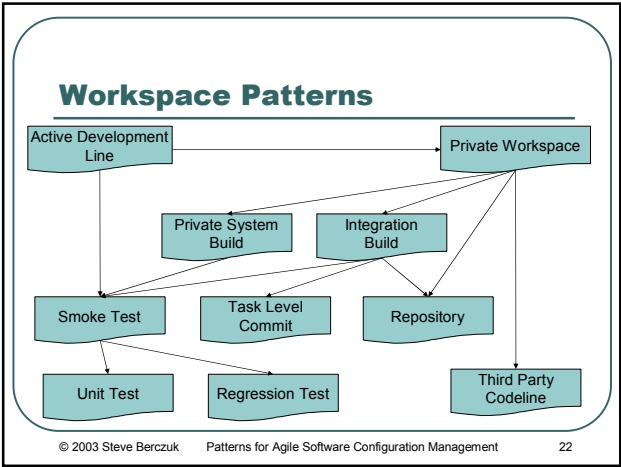 Workspace Patterns
Active Development
Line
Private Workspace
Private System
Build
Integration
Build
Smoke Test
Task Level
Commit
Repository
Unit Test
Regression Test
Third Party
Codeline
© 2003 Steve Berczuk Patterns for Agile Software Configuration Management 22